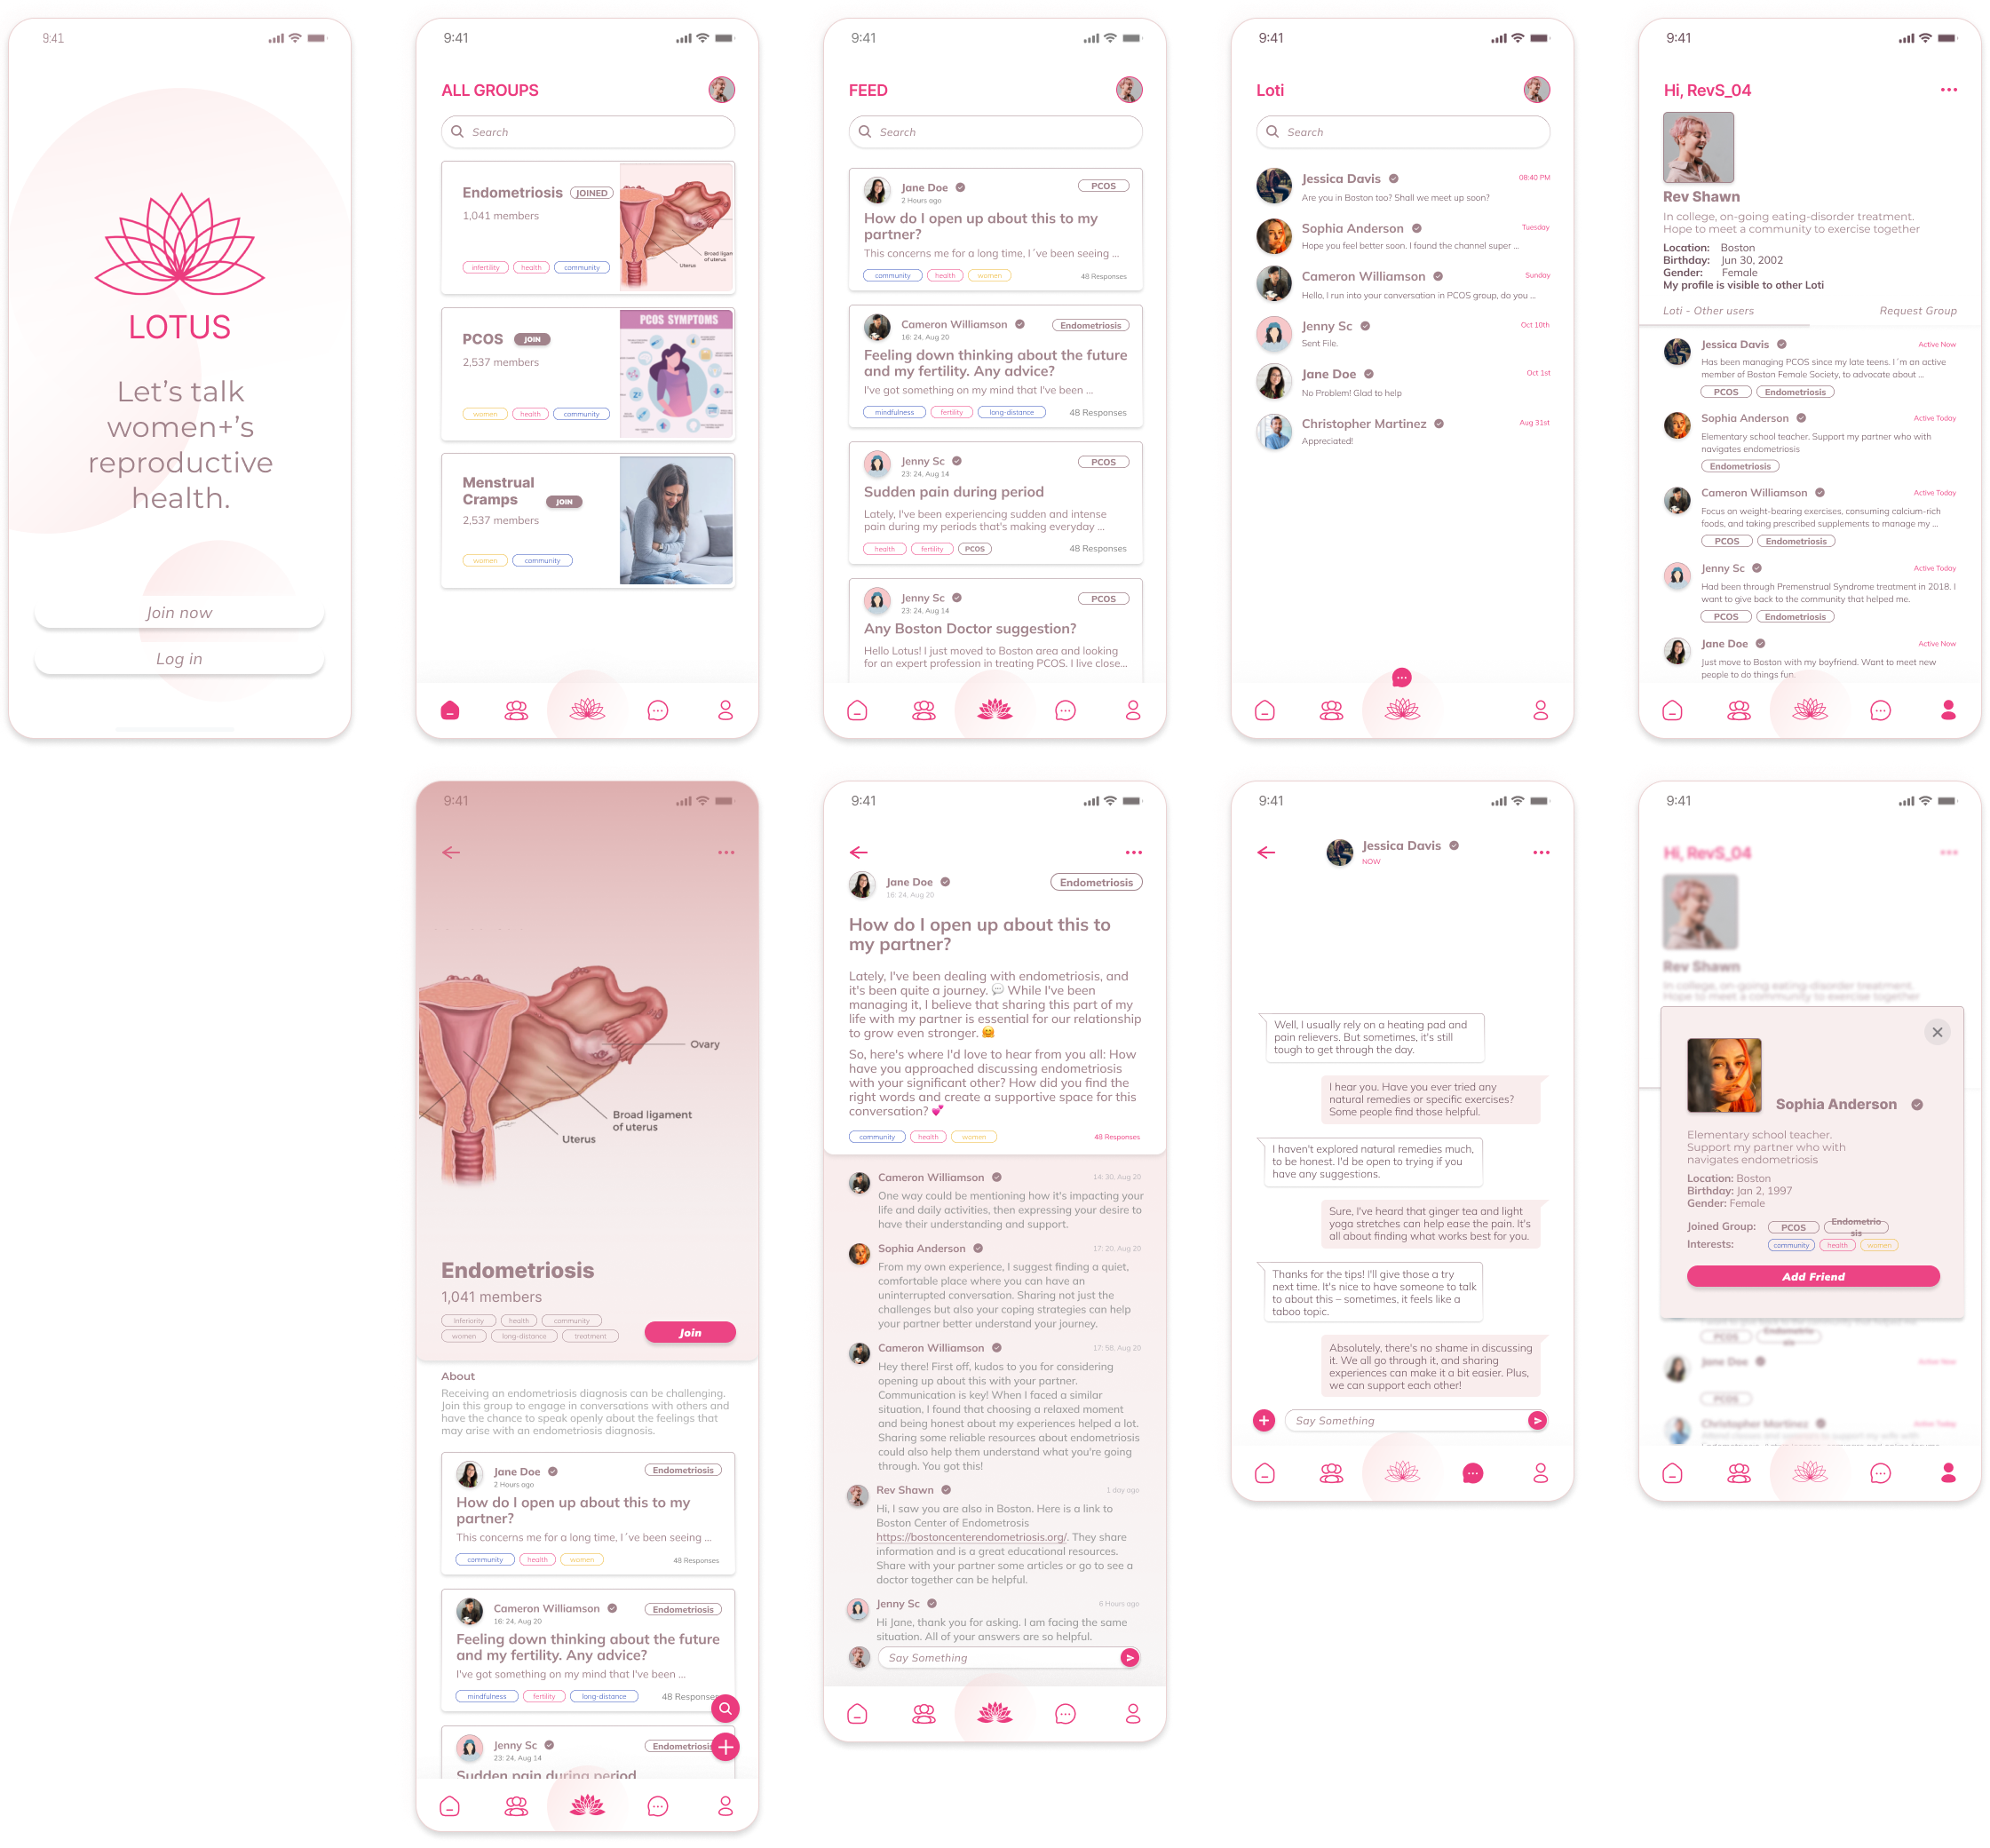 9:41
LOTUS
Let's talk
women+'s
reproductive
health.
Join now
Log in
9:41
ALL GROUPS
Search
Endometriosis JOINED
1,041 members
Broad ligament
of uterus
Uterus
infertility health community
PCOS JOIN
2,537 members
PCOS SYMPTOMS
women health community
Menstrual
Cramps JOIN
2,537 members
women community
9:41
FEED
Search
Jane Doe PCOS
2 Hours ago
How do I open up about this to my
partner?
This concerns me for a long time, I´ve been seeing ...
community health women 48 Responses
Cameron Williamson Endometriosis
16: 24, Aug 20
Feeling down thinking about the future
and my fertility. Any advice?
I've got something on my mind that I've been ...
mindfulness fertility long-distance 48 Responses
Jenny Sc PCOS
23: 24, Aug 14
Sudden pain during period
Lately, I've been experiencing sudden and intense
pain during my periods that's making everyday ...
health fertility PCOS 48 Responses
Jenny Sc PCOS
23: 24, Aug 14
Any Boston Doctor suggestion?
Hello Lotus! I just moved to Boston area and looking
for an expert profession in treating PCOS. I live close...
9:41
Loti
Search
Jessica Davis 08:40 PM
Are you in Boston too? Shall we meet up soon?
Sophia Anderson Tuesday
Hope you feel better soon. I found the channel super ...
Cameron Williamson Sunday
Hello, I run into your conversation in PCOS group, do you ...
Jenny Sc Oct 10th
Sent File.
Jane Doe Oct 1st
No Problem! Glad to help
Christopher Martinez Aug 31st
Appreciated!
9:41
Hi, RevS_04
Rev Shawn
In college, on-going eating-disorder treatment.
Hope to meet a community to exercise together
Location: Boston
Birthday: Jun 30, 2002
Gender: Female
My profile is visible to other Loti
Loti - Other users Request Group
Jessica Davis Active Now
Has been managing PCOS since my late teens. I´m an active
member of Boston Female Society, to advocate about ...
PCOS Endometriosis
Sophia Anderson Active Today
Elementary school teacher. Support my partner who with
navigates endometriosis
Endometriosis
Cameron Williamson Active Today
Focus on weight-bearing exercises, consuming calcium-rich
foods, and taking prescribed supplements to manage my ...
PCOS Endometriosis
Jenny Sc Active Today
Had been through Premenstrual Syndrome treatment in 2018. I
want to give back to the community that helped me.
PCOS Endometriosis
Jane Doe Active Now
Just move to Boston with my boyfriend. Want to meet new
people to do things fun.
9:41
Ovary
Broad ligament
of uterus
Uterus
Endometriosis
1,041 members
inferiority health community
women long-distance treatment
Join
About
Receiving an endometriosis diagnosis can be challenging.
Join this group to engage in conversations with others and
have the chance to speak openly about the feelings that
may arise with an endometriosis diagnosis.
Jane Doe Endometriosis
2 Hours ago
How do I open up about this to my
partner?
This concerns me for a long time, I´ve been seeing ...
community health women 48 Responses
Cameron Williamson Endometriosis
16: 24, Aug 20
Feeling down thinking about the future
and my fertility. Any advice?
I've got something on my mind that I've been ...
mindfulness fertility long-distance 48 Responses
Jenny Sc Endometriosis
23: 24, Aug 14
Sudden pain during period
9:41
Jane Doe Endometriosis
16: 24, Aug 20
How do I open up about this to
my partner?
Lately, I've been dealing with endometriosis, and
it's been quite a journey. 💬 While I've been
managing it, I believe that sharing this part of my
life with my partner is essential for our relationship
to grow even stronger. 🤗
So, here's where I'd love to hear from you all: How
have you approached discussing endometriosis
with your significant other? How did you find the
right words and create a supportive space for this
conversation? 💕
community health women 48 Responses
Cameron Williamson 14: 30, Aug 20
One way could be mentioning how it's impacting your
life and daily activities, then expressing your desire to
have their understanding and support.
Sophia Anderson 17: 20, Aug 20
From my own experience, I suggest finding a quiet,
comfortable place where you can have an
uninterrupted conversation. Sharing not just the
challenges but also your coping strategies can help
your partner better understand your journey.
Cameron Williamson 17: 58, Aug 20
Hey there! First off, kudos to you for considering
opening up about this with your partner.
Communication is key! When I faced a similar
situation, I found that choosing a relaxed moment
and being honest about my experiences helped a lot.
Sharing some reliable resources about endometriosis
could also help them understand what you're going
through. You got this!
Rev Shawn 1 day ago
Hi, I saw you are also in Boston. Here is a link to
Boston Center of Endometrosis
https://bostoncenterendometriosis.org/. They share
information and is a great educational resources.
Share with your partner some articles or go to see a
doctor together can be helpful.
Jenny Sc 6 Hours ago
Hi Jane, thank you for asking. I am facing the same
situation. All of your answers are so helpful.
Say Something
9:41
Jessica Davis
NOW
Well, I usually rely on a heating pad and
pain relievers. But sometimes, it's still
tough to get through the day.
I hear you. Have you ever tried any
natural remedies or specific exercises?
Some people find those helpful.
I haven't explored natural remedies much,
to be honest. I'd be open to trying if you
have any suggestions.
Sure, I've heard that ginger tea and light
yoga stretches can help ease the pain. It's
all about finding what works best for you.
Thanks for the tips! I'll give those a try
next time. It's nice to have someone to talk
to about this – sometimes, it feels like a
taboo topic.
Absolutely, there's no shame in discussing
it. We all go through it, and sharing
experiences can make it a bit easier. Plus,
we can support each other!
Say Something
9:41
Hi, RevS_04
Rev Shawn
In college, on-going eating-disorder treatment.
Hope to meet a community to exercise together
Sophia Anderson
Elementary school teacher.
Support my partner who with
navigates endometriosis
Location: Boston
Birthday: Jan 2, 1997
Gender: Female
Joined Group: PCOS Endometrio
sis
Interests: community health women
Add Friend
PCOS Endometrio
sis
Jane Doe Active Now
PCOS
Christopher Martinez Active Today